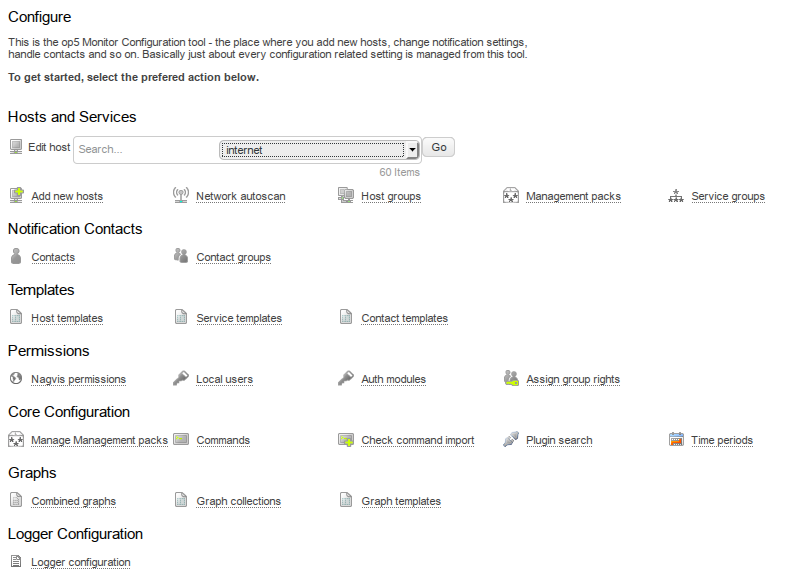 Configure
This is the op5 Monitor Configuration tool - the place where you add new hosts, change notification settings,
handle contacts and so on. Basically just about every configuration related setting is managed from this tool.
To get started, select the prefered action below.
Hosts and Services
Edit host Search... internet Go
60 Items
Add new hosts Network autoscan Host groups Management packs Service groups
Notification Contacts
Contacts Contact groups
Templates
Host templates Service templates Contact templates
Permissions
Nagvis permissions Local users Auth modules Assign group rights
Core Configuration
Manage Management packs Commands Check command import Plugin search Time periods
Graphs
Combined graphs Graph collections Graph templates
Logger Configuration
Logger configuration